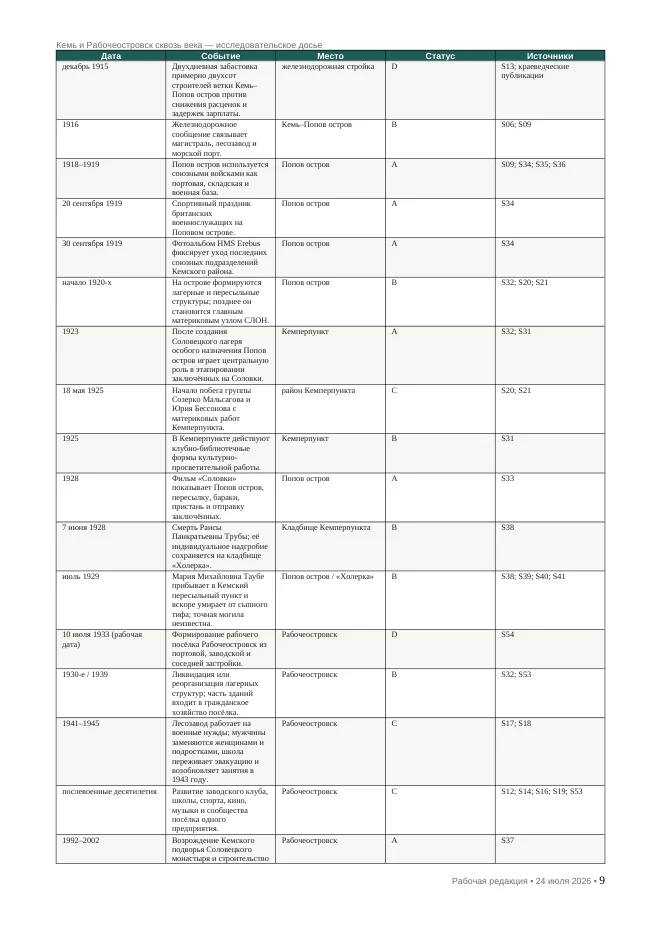 Кемь и Рабочеостровск сквозь века — исследовательское досье
Дата Событие Место Статус Источники
декабрь 1915 Двухдневная забастовка железнодорожная стройка D S13; краеведческие
примерно двухсот публикации
строителей ветки Кемь–
Попов остров против
снижения расценок и
задержек зарплаты.
1916 Железнодорожное Кемь–Попов остров B S06; S09
сообщение связывает
магистраль, лесозавод и
морской порт.
1918–1919 Попов остров используется Попов остров A S09; S34; S35; S36
союзными войсками как
портовая, складская и
военная база.
20 сентября 1919 Спортивный праздник Попов остров A S34
британских
военнослужащих на
Поповом острове.
30 сентября 1919 Фотоальбом HMS Erebus Попов остров A S34
фиксирует уход последних
союзных подразделений
Кемского района.
начало 1920-х На острове формируются Попов остров B S32; S20; S21
лагерные и пересыльные
структуры; позднее он
становится главным
материковым узлом СЛОН.
1923 После создания Кемперпункт A S32; S31
Соловецкого лагеря
особого назначения Попов
остров играет центральную
роль в этапировании
заключённых на Соловки.
18 мая 1925 Начало побега группы район Кемперпункта C S20; S21
Созерко Мальсагова и
Юрия Бессонова с
материковых работ
Кемперпункта.
1925 В Кемперпункте действуют Кемперпункт B S31
клубно-библиотечные
формы культурно-
просветительной работы.
1928 Фильм «Соловки» Попов остров A S33
показывает Попов остров,
пересылку, бараки,
пристань и отправку
заключённых.
7 июня 1928 Смерть Раисы Кладбище Кемперпункта B S38
Панкратьевны Трубы; её
индивидуальное надгробие
сохраняется на кладбище
«Холерка».
июль 1929 Мария Михайловна Таубе Попов остров / «Холерка» B S38; S39; S40; S41
прибывает в Кемский
пересыльный пункт и
вскоре умирает от сыпного
тифа; точная могила
неизвестна.
10 июля 1933 (рабочая Формирование рабочего Рабочеостровск D S54
дата) посёлка Рабочеостровск из
портовой, заводской и
соседней застройки.
1930-е / 1939 Ликвидация или Рабочеостровск B S32; S53
реорганизация лагерных
структур; часть зданий
входит в гражданское
хозяйство посёлка.
1941–1945 Лесозавод работает на Рабочеостровск C S17; S18
военные нужды; мужчины
заменяются женщинами и
подростками, школа
переживает эвакуацию и
возобновляет занятия в
1943 году.
послевоенные десятилетия Развитие заводского клуба, Рабочеостровск C S12; S14; S16; S19; S53
школы, спорта, кино,
музыки и сообщества
посёлка одного
предприятия.
1992–2002 Возрождение Кемского Рабочеостровск A S37
подворья Соловецкого
монастыря и строительство
Рабочая редакция • 24 июля 2026 • 9